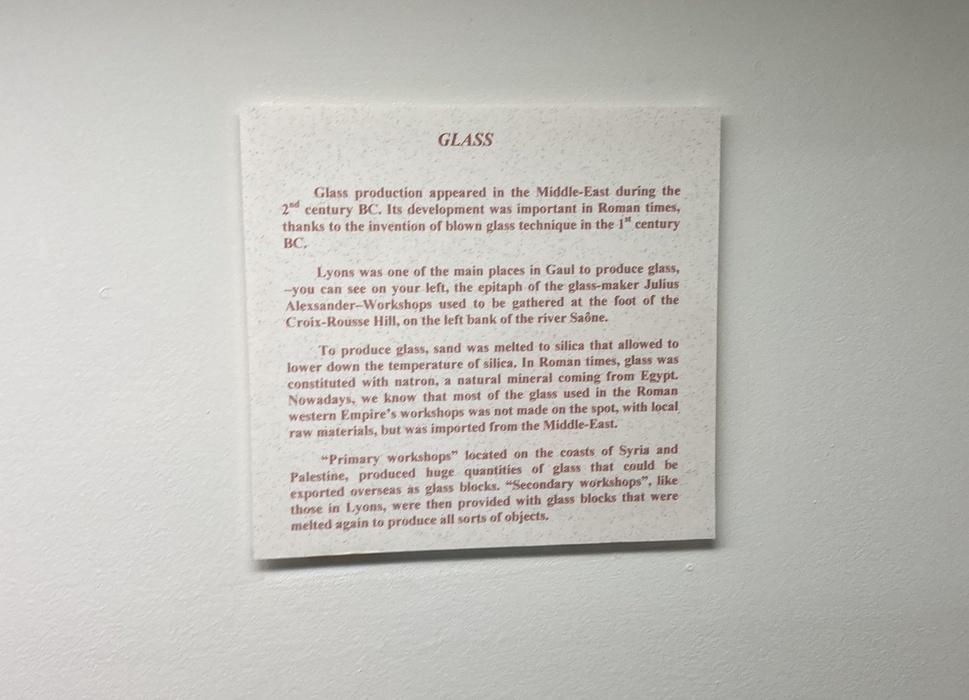 GLASS
Glass production appeared in the Middle-East during the
2nd century BC. Its development was important in Roman times,
thanks to the invention of blown glass technique in the 1st century
BC.
Lyons was one of the main places in Gaul to produce glass,
–you can see on your left, the epitaph of the glass-maker Julius
Alexsander–Workshops used to be gathered at the foot of the
Croix-Rousse Hill, on the left bank of the river Saône.
To produce glass, sand was melted to silica that allowed to
lower down the temperature of silica. In Roman times, glass was
constituted with natron, a natural mineral coming from Egypt.
Nowadays, we know that most of the glass used in the Roman
western Empire's workshops was not made on the spot, with local
raw materials, but was imported from the Middle-East.
“Primary workshops” located on the coasts of Syria and
Palestine, produced huge quantities of glass that could be
exported overseas as glass blocks. “Secondary workshops”, like
those in Lyons, were then provided with glass blocks that were
melted again to produce all sorts of objects.